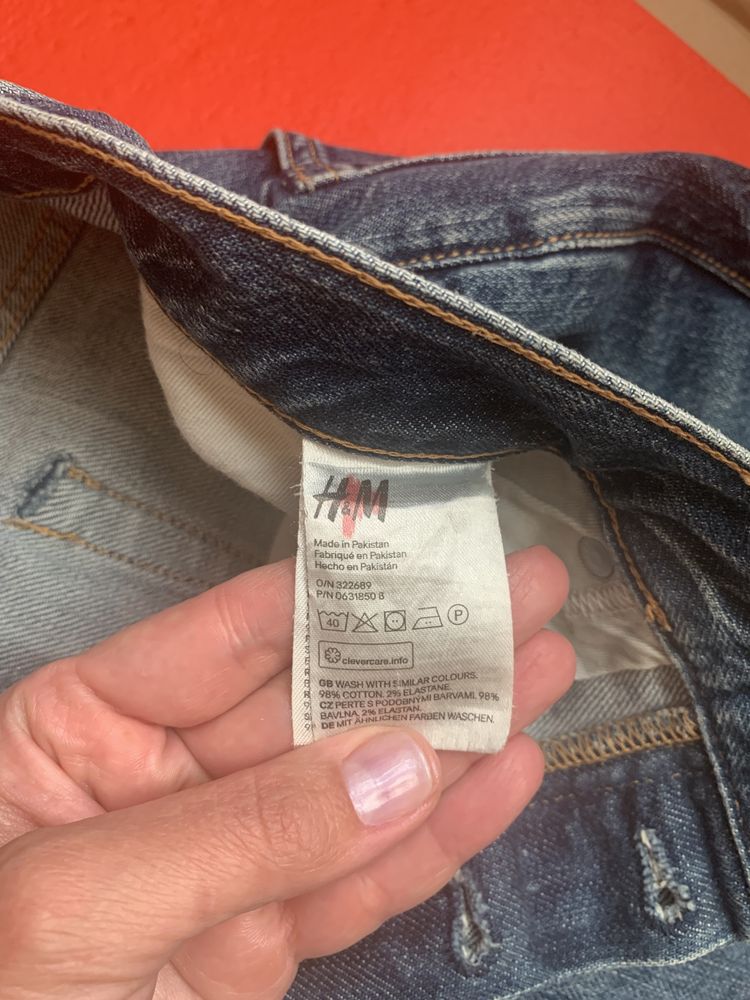 H&M
Made in Pakistan
Fabriqué en Pakistan
Hecho en Pakistán
O/N 322689
P/N 0631850 8
40 P
clevercare.info
GB WASH WITH SIMILAR COLOURS.
98% COTTON. 2% ELASTANE.
CZ PERTE S PODOBNÝMI BARVAMI. 98%
BAVLNA. 2% ELASTAN.
DE MIT ÄHNLICHEN FARBEN WASCHEN.